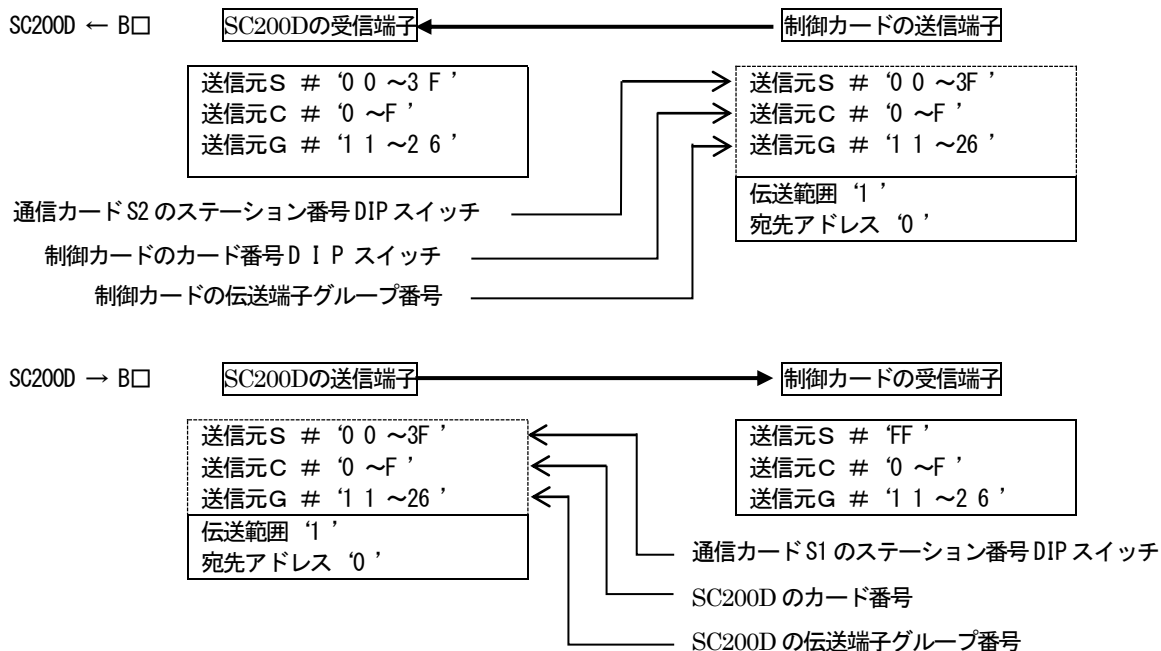 SC200D ← B□ SC200Dの受信端子 制御カードの送信端子
送信元S # ‘00~3F’ 送信元S # ‘00~3F’
送信元C # ‘0~F’ 送信元C # ‘0~F’
送信元G # ‘11~26’ 送信元G # ‘11~26’
伝送範囲 ‘1’
宛先アドレス ‘0’
通信カードS2のステーション番号DIPスイッチ
制御カードのカード番号DIPスイッチ
制御カードの伝送端子グループ番号
SC200D → B□ SC200Dの送信端子 制御カードの受信端子
送信元S # ‘00~3F’ 送信元S # ‘FF’
送信元C # ‘0~F’ 送信元C # ‘0~F’
送信元G # ‘11~26’ 送信元G # ‘11~26’
伝送範囲 ‘1’
宛先アドレス ‘0’
通信カードS1のステーション番号DIPスイッチ
SC200Dのカード番号
SC200Dの伝送端子グループ番号